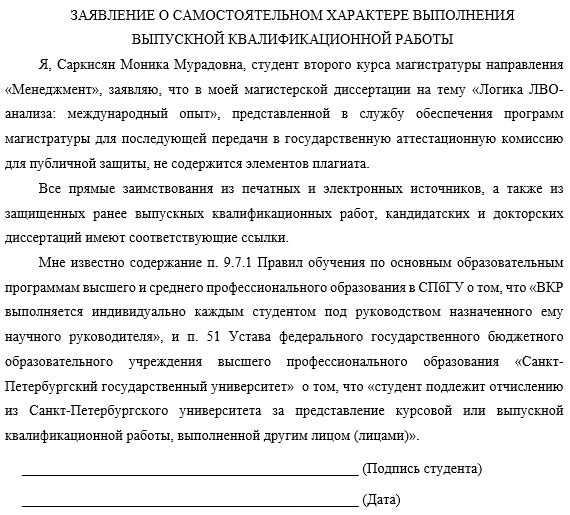 ЗАЯВЛЕНИЕ О САМОСТОЯТЕЛЬНОМ ХАРАКТЕРЕ ВЫПОЛНЕНИЯ
ВЫПУСКНОЙ КВАЛИФИКАЦИОННОЙ РАБОТЫ
Я, Саркисян Моника Мурадовна, студент второго курса магистратуры направления
«Менеджмент», заявляю, что в моей магистерской диссертации на тему «Логика ЛВО-
анализа: международный опыт», представленной в службу обеспечения программ
магистратуры для последующей передачи в государственную аттестационную комиссию
для публичной защиты, не содержится элементов плагиата.
Все прямые заимствования из печатных и электронных источников, а также из
защищенных ранее выпускных квалификационных работ, кандидатских и докторских
диссертаций имеют соответствующие ссылки.
Мне известно содержание п. 9.7.1 Правил обучения по основным образовательным
программам высшего и среднего профессионального образования в СПбГУ о том, что «ВКР
выполняется индивидуально каждым студентом под руководством назначенного ему
научного руководителя», и п. 51 Устава федерального государственного бюджетного
образовательного учреждения высшего профессионального образования «Санкт-
Петербургский государственный университет» о том, что «студент подлежит отчислению
из Санкт-Петербургского университета за представление курсовой или выпускной
квалификационной работы, выполненной другим лицом (лицами)».
________________________________________________ (Подпись студента)
________________________________________________ (Дата)